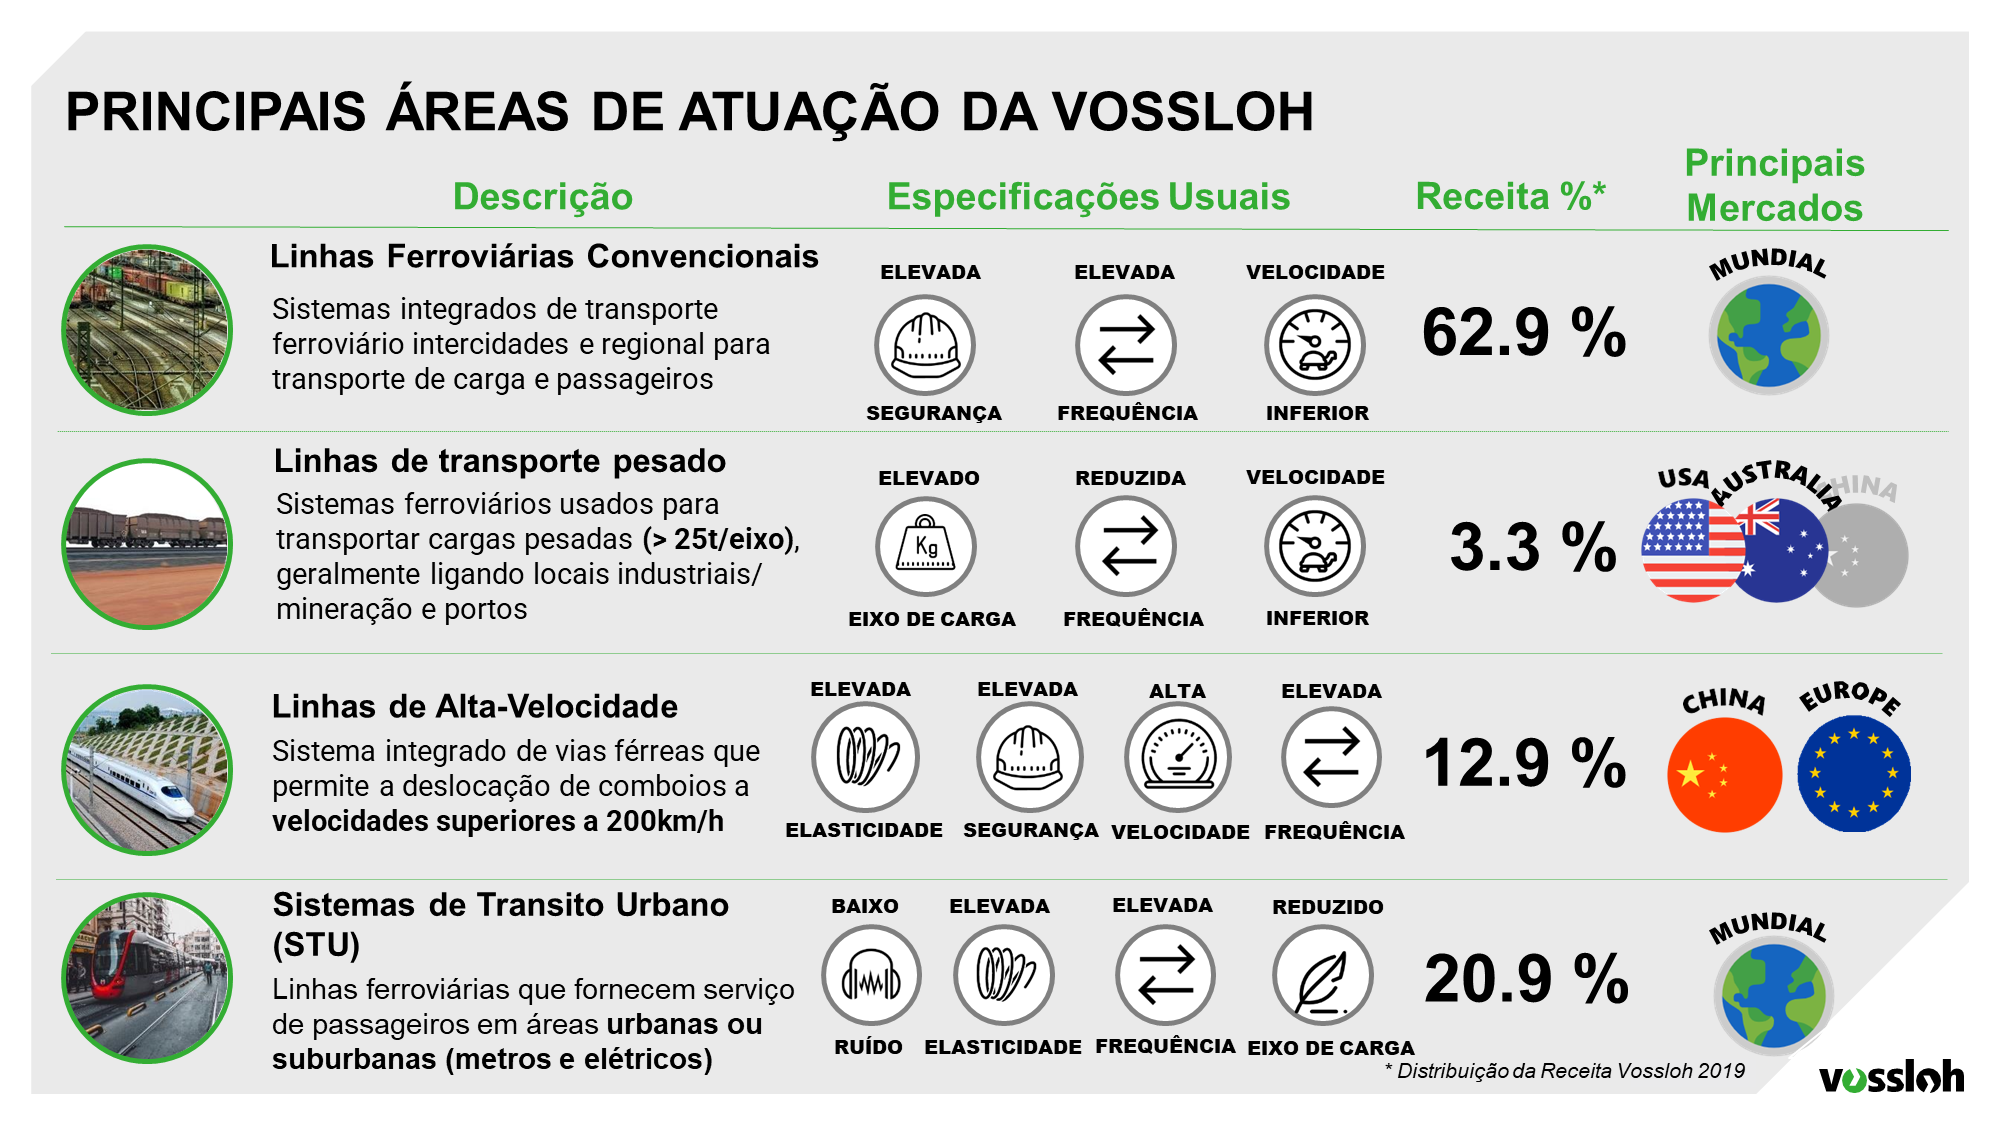 PRINCIPAIS ÁREAS DE ATUAÇÃO DA VOSSLOH
Descrição
Especificações Usuais
Receita %*
Principais
Mercados
Linhas Ferroviárias Convencionais
Sistemas integrados de transporte
ferroviário intercidades e regional para
transporte de carga e passageiros
ELEVADA
SEGURANÇA
ELEVADA
FREQUÊNCIA
VELOCIDADE
INFERIOR
62.9 %
MUNDIAL
Linhas de transporte pesado
Sistemas ferroviários usados para
transportar cargas pesadas (> 25t/eixo),
geralmente ligando locais industriais/
mineração e portos
ELEVADO
Kg
EIXO DE CARGA
REDUZIDA
FREQUÊNCIA
VELOCIDADE
INFERIOR
3.3 %
USA
AUSTRALIA
CHINA
Linhas de Alta-Velocidade
Sistema integrado de vias férreas que
permite a deslocação de comboios a
velocidades superiores a 200km/h
ELEVADA
ELASTICIDADE
ELEVADA
SEGURANÇA
ALTA
VELOCIDADE
ELEVADA
FREQUÊNCIA
12.9 %
CHINA
EUROPE
Sistemas de Transito Urbano
(STU)
Linhas ferroviárias que fornecem serviço
de passageiros em áreas urbanas ou
suburbanas (metros e elétricos)
BAIXO
RUÍDO
ELEVADA
ELASTICIDADE
ELEVADA
FREQUÊNCIA
REDUZIDO
EIXO DE CARGA
20.9 %
MUNDIAL
* Distribuição da Receita Vossloh 2019
vossloh